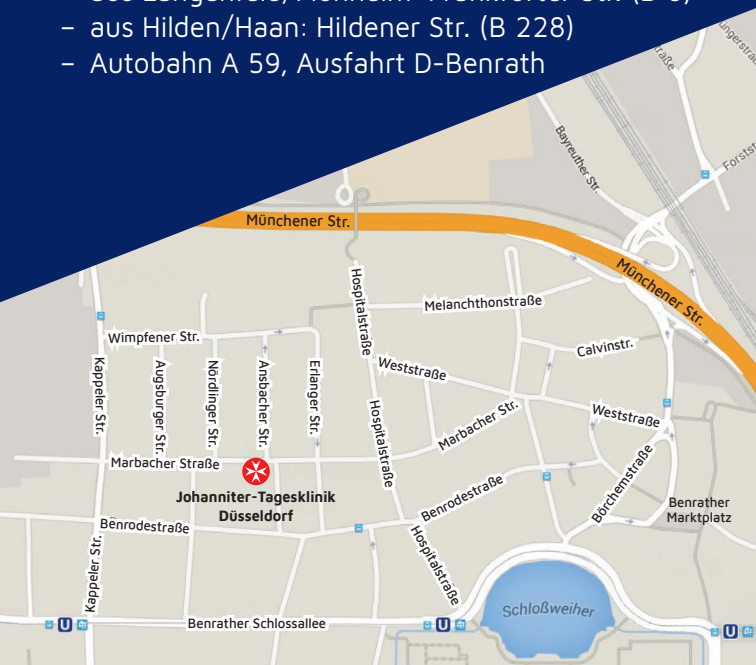 – aus Hilden/Haan: Hildener Str. (B 228)
– Autobahn A 59, Ausfahrt D-Benrath
Bayreuther Str.
Münchener Str.
Münchener Str.
Hospitalstraße
Melanchthonstraße
Wimpfener Str.
Calvinstr.
Kappeler Str.
Augsburger Str.
Nördlinger Str.
Ansbacher Str.
Erlanger Str.
Weststraße
Hospitalstraße
Marbacher Str.
Weststraße
Marbacher Straße
Johanniter-Tagesklinik
Düsseldorf
Benrodestraße
Börchemstraße
Benrather
Marktplatz
Benrodestraße
Hospitalstraße
Kappeler Str.
Schloßweiher
Benrather Schlossallee
U
U
U